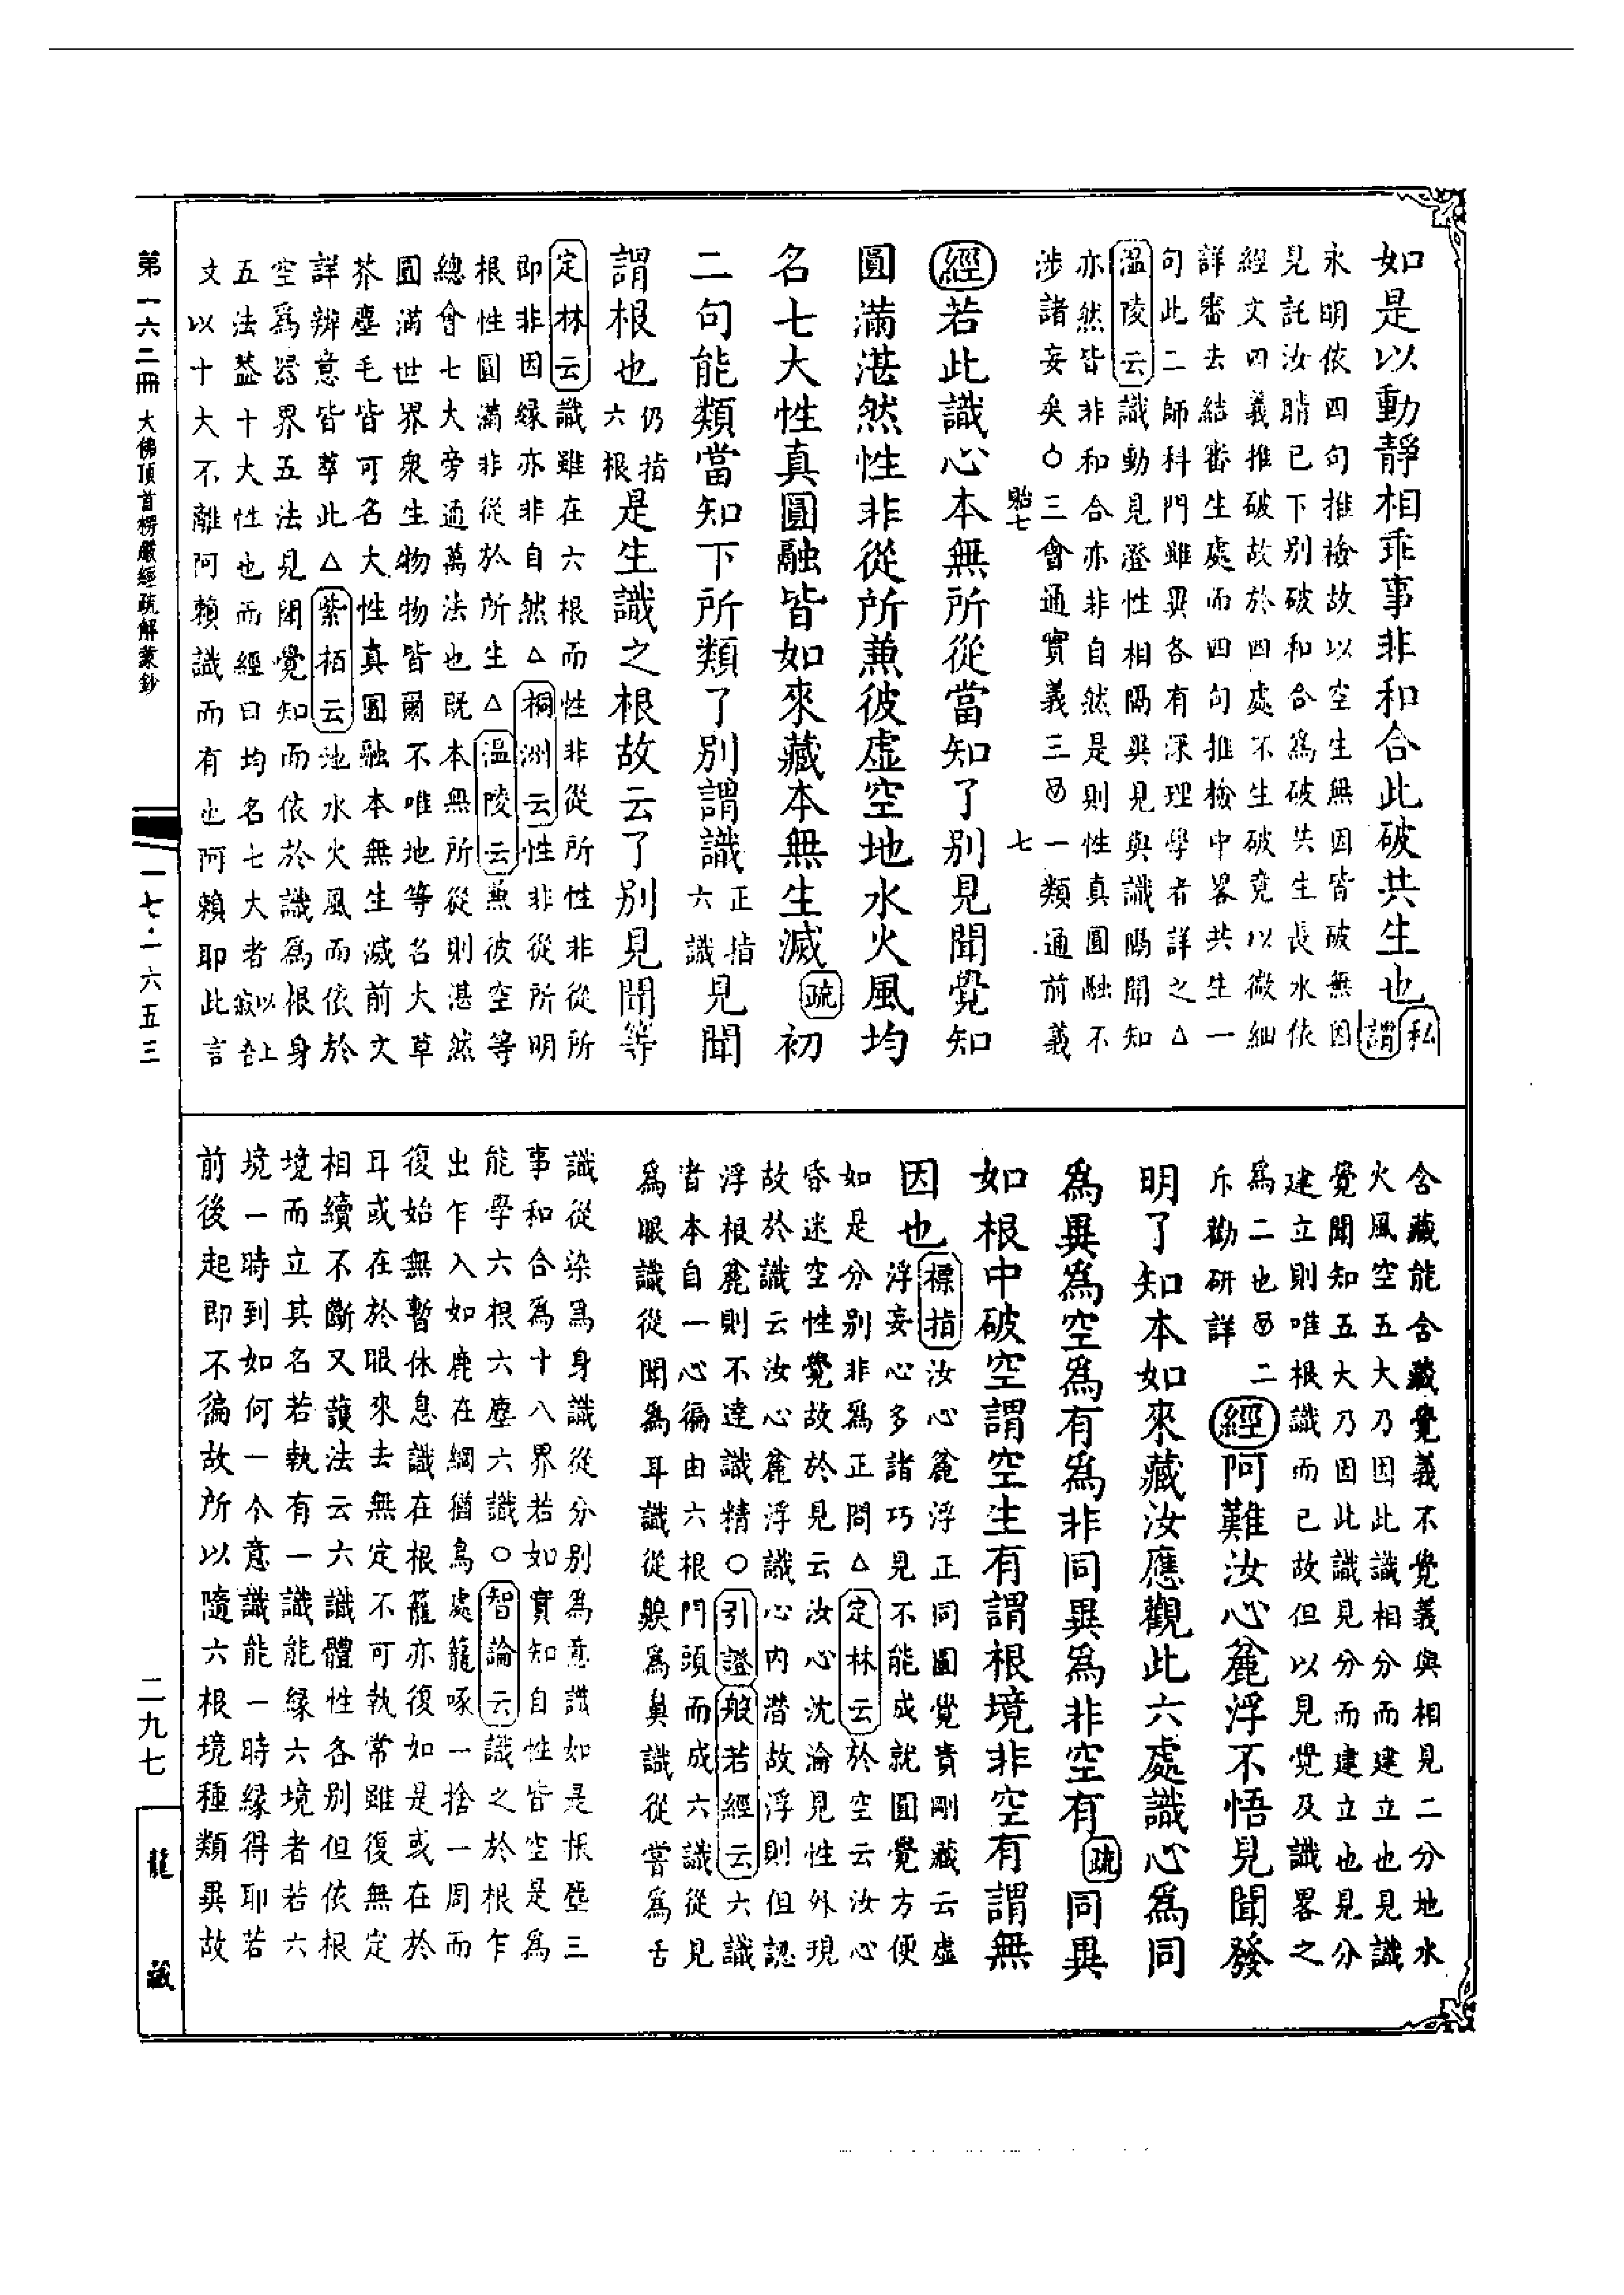 如是以動靜相乖事非和合此破共生也私謂
永明依四句推檢故以空生無因皆破無因
見託汝睛已下別破和合為破共生長水依
經文四義推破故於四處不生破竟以微細
詳審去結審生處而四句推檢中畧共生一
句此二師科門雖異各有深理學者詳之△
溫陵云識動見澄性相隔與見與識隔聞知
亦然皆非和合亦非自然是則性真圓融不
涉諸妄矣○三會通實義三 一類通前義
經若此識心本無所從當知了別見聞覺知
圓滿湛然性非從所兼彼虛空地水火風均
名七大性真圓融皆如來藏本無生滅疏初
二句能類當知下所類了別謂識正指六識見聞
謂根也仍指六根是生識之根故云了別見聞等
定林云識雖在六根而性非從所性非從所
即非因緣亦非自然△桐洲云性非從所明
根性圓滿非從於所生△溫陵云兼彼空等
總會七大旁通萬法也既本無所從則湛然
圓滿世界眾生物物皆爾不唯地等名大草
芥塵毛皆可名大性真圓融本無生滅前文
詳辨意皆萃此△紫栢云地水火風而依於
空為器界五法見聞覺知而依於識為根身
五法葢十大性也而經曰均名七大者以上
文以十大不離阿賴識而有也阿賴耶此言
含藏能含藏覺義不覺義與相見二分地水
火風空五大乃因此識相分而建立也見識
覺聞知五大乃因此識見分而建立也見分
建立則唯根識而已故但以見覺及識畧之
為二也 二
斥勸研詳
經阿難汝心麄浮不悟見聞發
明了知本如來藏汝應觀此六處識心為同
為異為空為有為非同異為非空有疏同異
如根中破空謂空生有謂根境非空有謂無
因也標指汝心麄浮正同圓覺責剛藏云虛
浮妄心多諸巧見不能成就圓覺方便
如是分別非為正問△定林云於空云汝心
昏迷空性覺故於見云汝心沈淪見性外現
故於識云汝心麄浮識心內潛故浮則但認
浮根麄則不達識精○引證般若經云六識
者本自一心徧由六根門頭而成六識從見
為眼識從聞為耳識從齅為鼻識從嘗為舌
識從染為身識從分別為意識如是根塵三
事和合為十八界若如實知自性皆空是為
能學六根六塵六識○智論云識之於根乍
出乍入如鹿在網猶鳥處籠啄一捨一周而
復始無暫休息識在根籠亦復如是或在於
耳或在於眼來去無定不可執常雖復無定
相續不斷又護法云六識體性各別但依根
境而立其名若執有一識能緣六境者若六
境一時到如何一今意識能一時緣得耶若
前後起即不徧故所以隨六根境種類異故
第一六二冊 大佛頂首楞嚴經疏解蒙鈔
一七·一六五三
二九七
龍藏